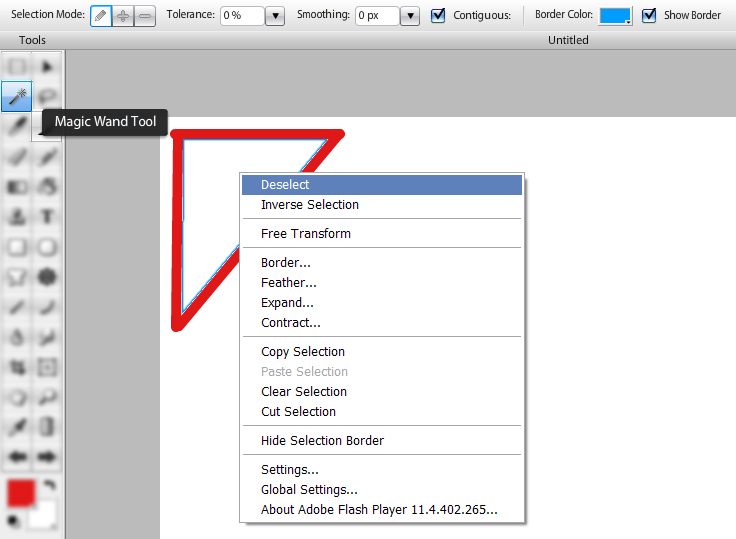 Selection Mode: Tolerance: 0 % Smoothing: 0 px Contiguous: Border Color: Show Border
Tools Untitled
Magic Wand Tool
T
Deselect
Inverse Selection
Free Transform
Border...
Feather...
Expand...
Contract...
Copy Selection
Paste Selection
Clear Selection
Cut Selection
Hide Selection Border
Settings...
Global Settings...
About Adobe Flash Player 11.4.402.265...